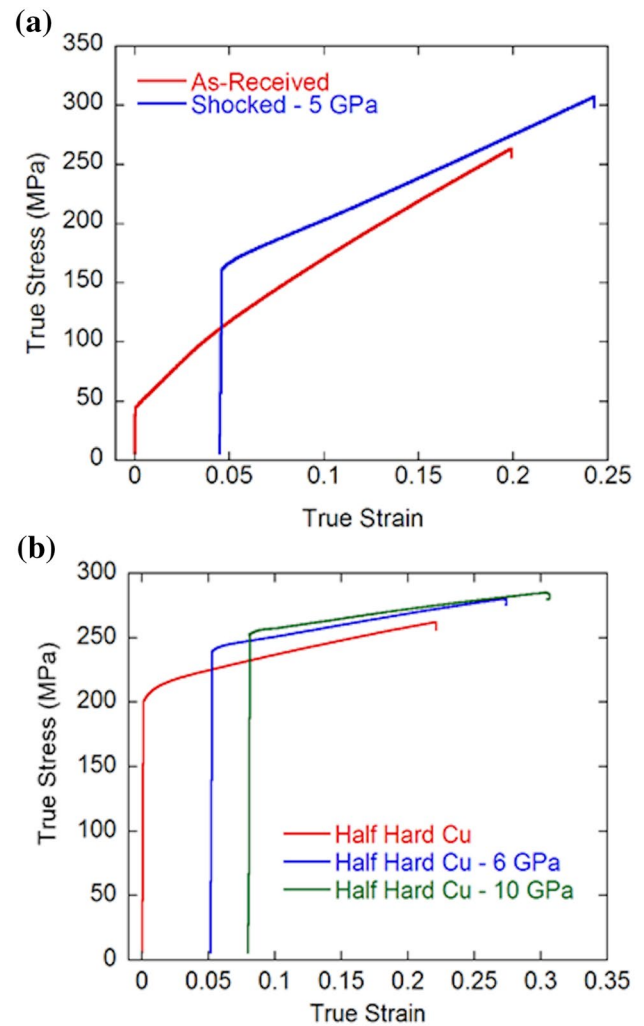 (a)
350
300
250
200
150
100
50
0
True Stress (MPa)
As-Received
Shocked - 5 GPa
0 0.05 0.1 0.15 0.2 0.25
True Strain
(b)
300
250
200
150
100
50
0
True Stress (MPa)
Half Hard Cu
Half Hard Cu - 6 GPa
Half Hard Cu - 10 GPa
0 0.05 0.1 0.15 0.2 0.25 0.3 0.35
True Strain